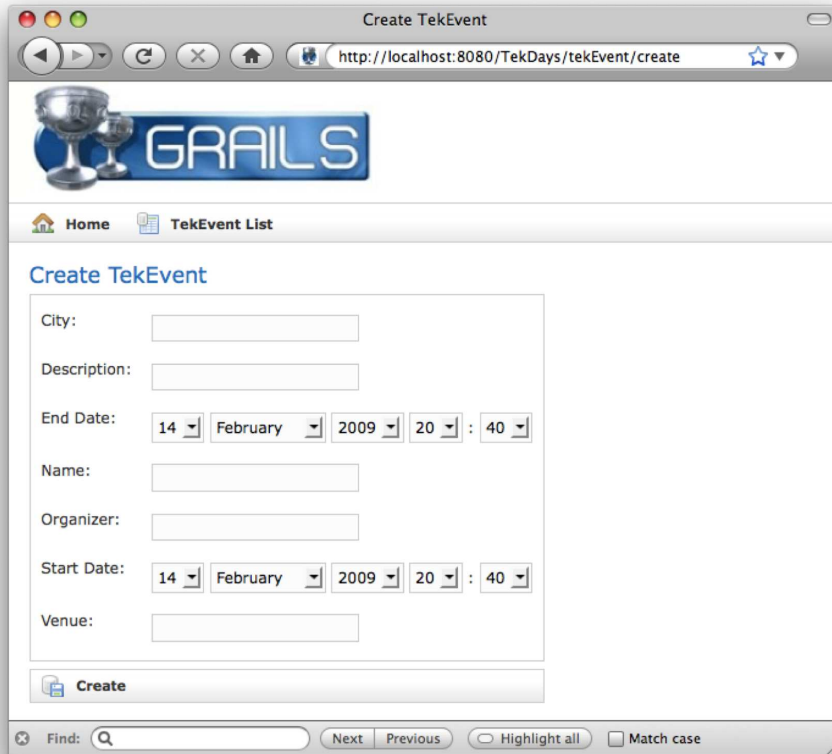 Create TekEvent
http://localhost:8080/TekDays/tekEvent/create
GRAILS
Home TekEvent List
Create TekEvent
City:
Description:
End Date: 14 February 2009 20 : 40
Name:
Organizer:
Start Date: 14 February 2009 20 : 40
Venue:
Create
Find: Next Previous Highlight all Match case